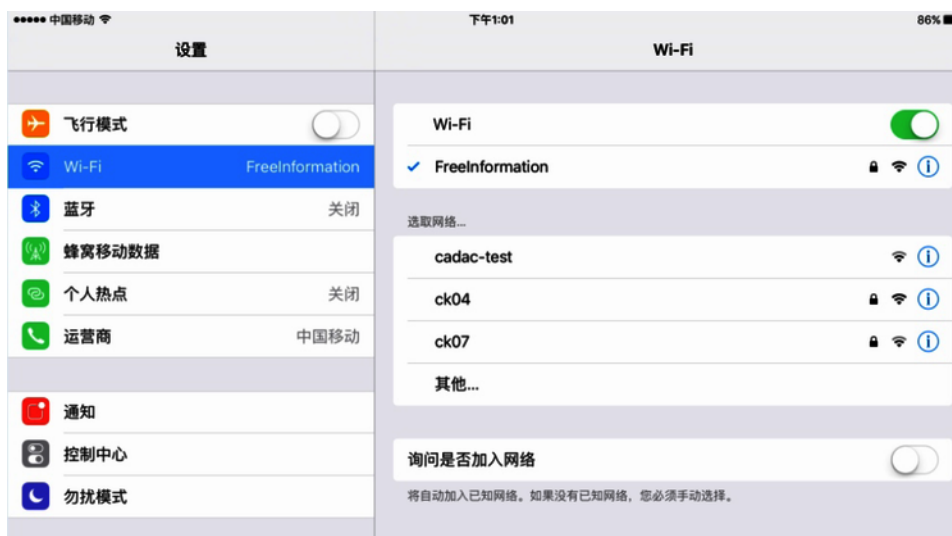 中国移动
下午1:01
86%
设置
Wi-Fi
飞行模式
Wi-Fi FreeInformation
蓝牙 关闭
蜂窝移动数据
个人热点 关闭
运营商 中国移动
通知
控制中心
勿扰模式
Wi-Fi
FreeInformation
选取网络...
cadac-test
ck04
ck07
其他...
询问是否加入网络
将自动加入已知网络。如果没有已知网络，您必须手动选择。